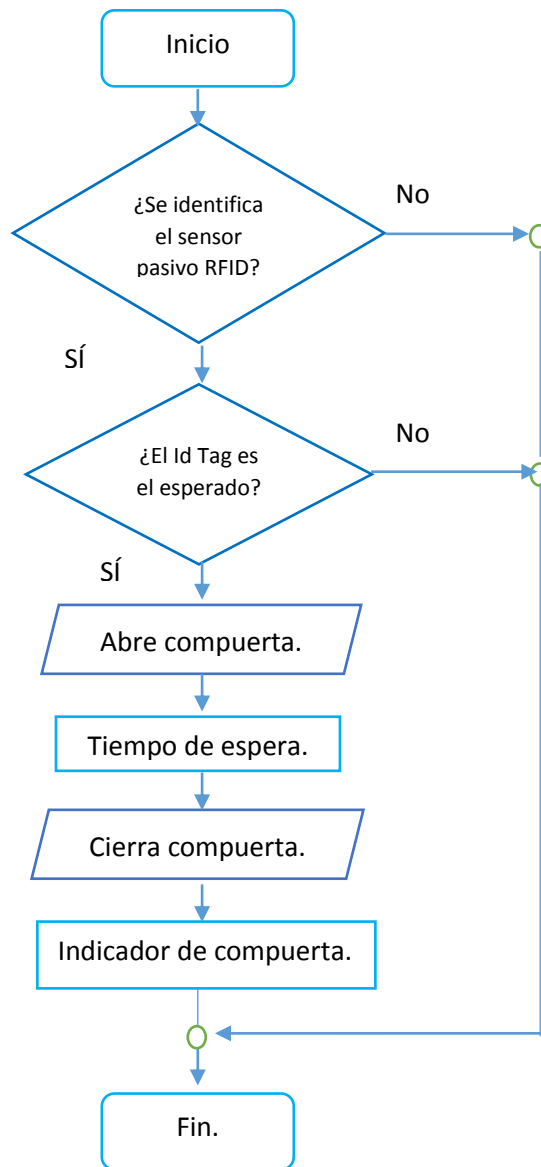 Inicio
¿Se identifica
el sensor
pasivo RFID?
No
SÍ
¿El Id Tag es
el esperado?
No
SÍ
Abre compuerta.
Tiempo de espera.
Cierra compuerta.
Indicador de compuerta.
Fin.